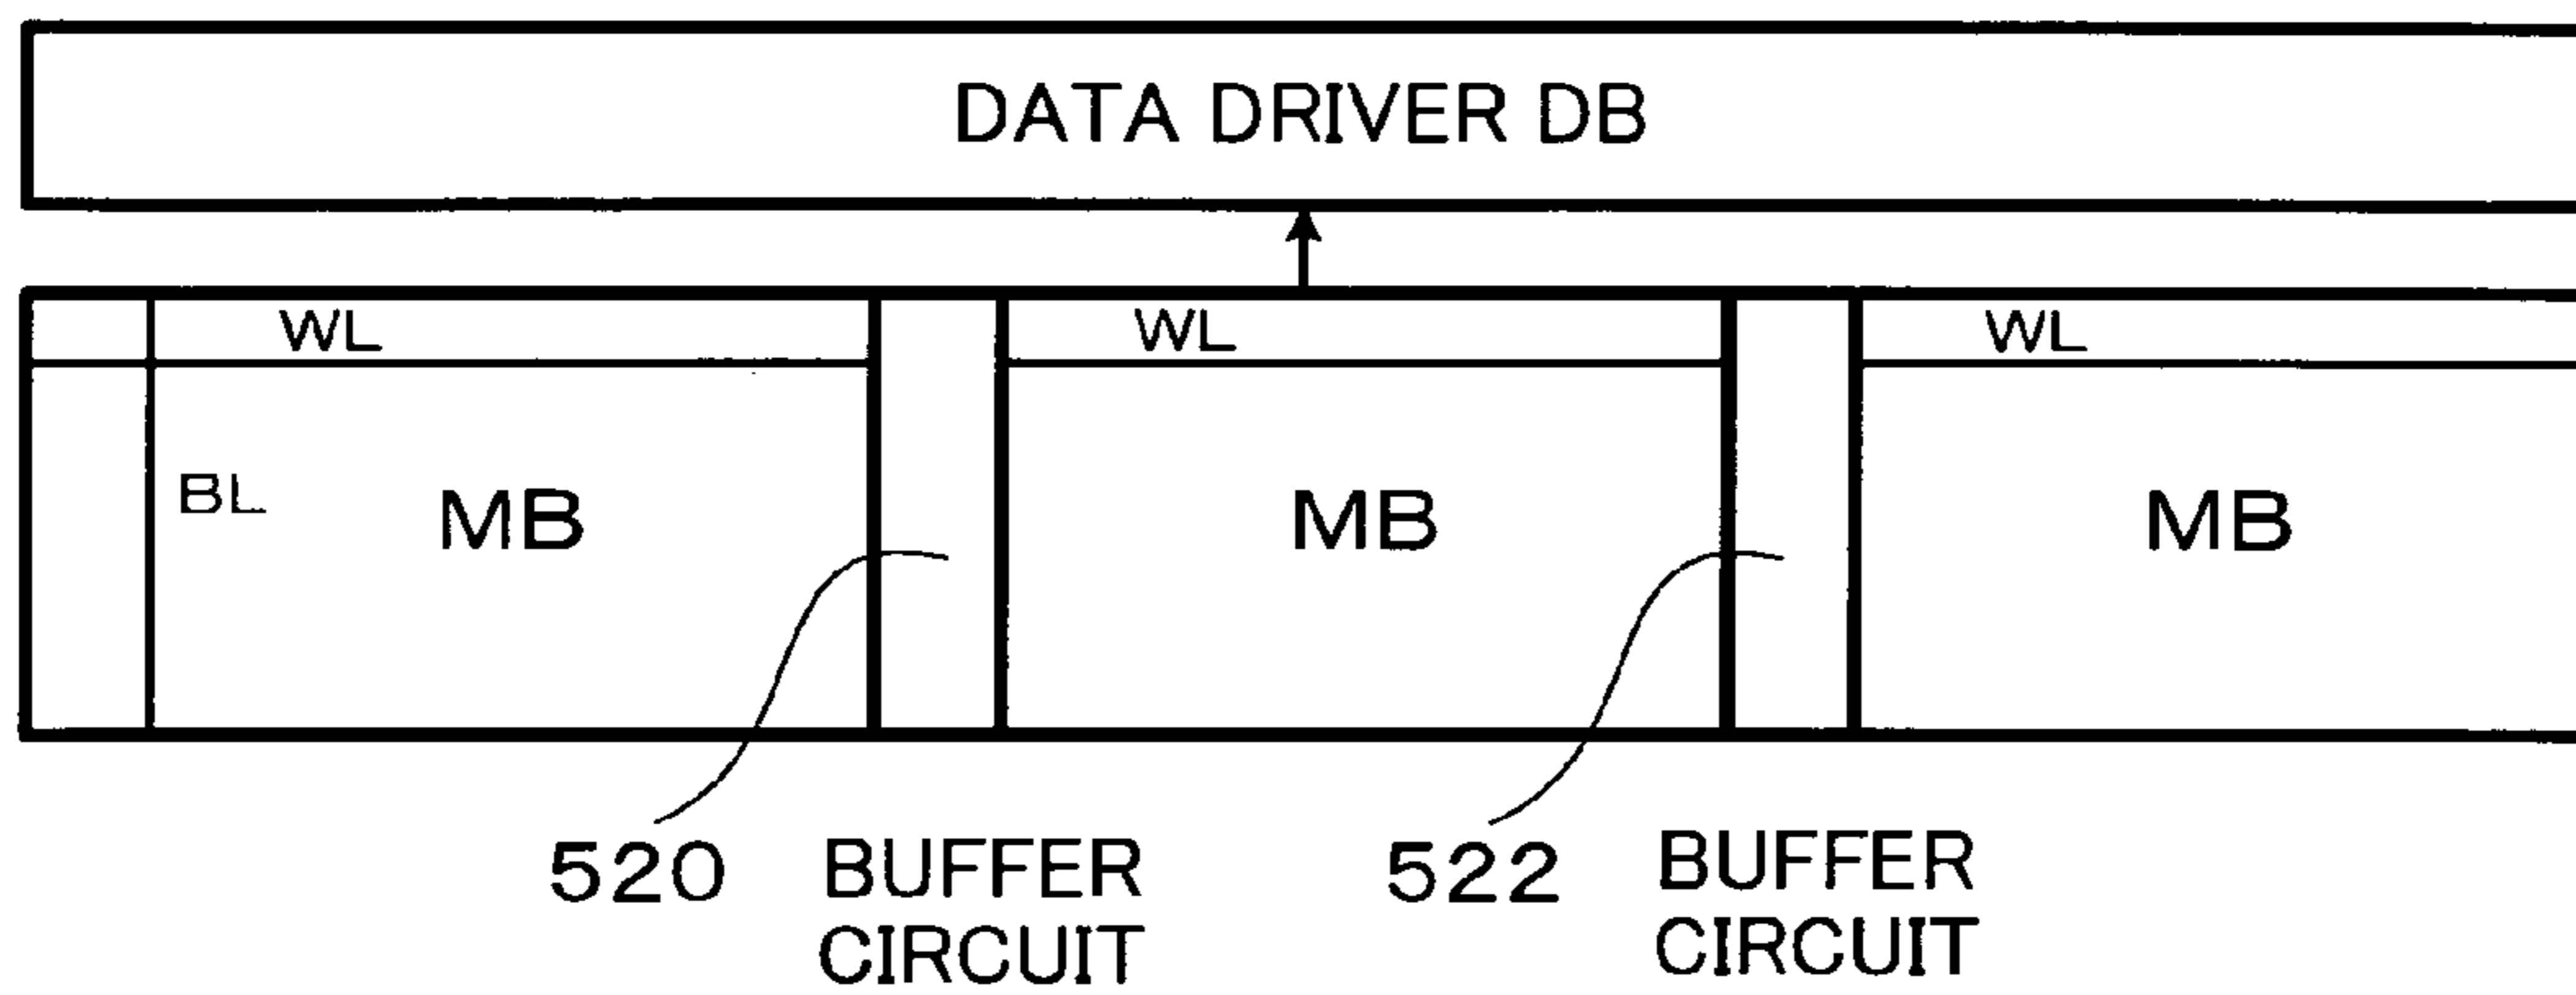 DATA DRIVER DB
WL WL WL
BL MB MB MB
520 BUFFER CIRCUIT
522 BUFFER CIRCUIT